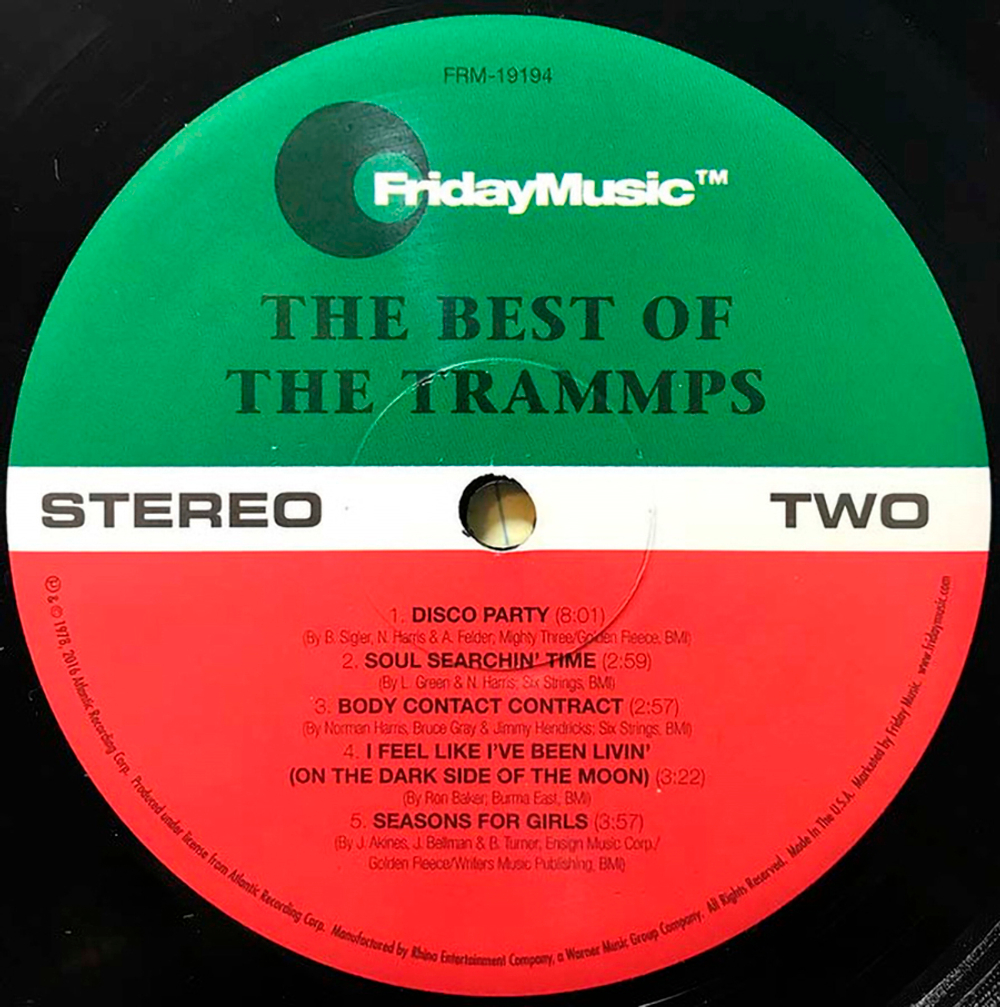 FRM-19194
FridayMusic™
THE BEST OF
THE TRAMMPS
STEREO
TWO
1. DISCO PARTY (8:01)
(By B. Sigler, N. Harris & A. Felder; Mighty Three/Golden Fleece, BMI)
2. SOUL SEARCHIN' TIME (2:59)
(By L. Green & N. Harris; Six Strings, BMI)
3. BODY CONTACT CONTRACT (2:57)
(By Norman Harris, Bruce Gray & Jimmy Hendricks; Six Strings, BMI)
4. I FEEL LIKE I'VE BEEN LIVIN'
(ON THE DARK SIDE OF THE MOON) (3:22)
(By Ron Baker; Burma East, BMI)
5. SEASONS FOR GIRLS (3:57)
(By J. Akines, J. Bellman & B. Turner; Ensign Music Corp./
Golden Fleece/Writers Music Publishing, BMI)
℗ & © 1978, 2016 Atlantic Recording Corp. Produced under license from Atlantic Recording Corp. Manufactured by Rhino Entertainment Company, a Warner Music Group Company. All Rights Reserved. Made In The U.S.A. Marketed by Friday Music. www.fridaymusic.com